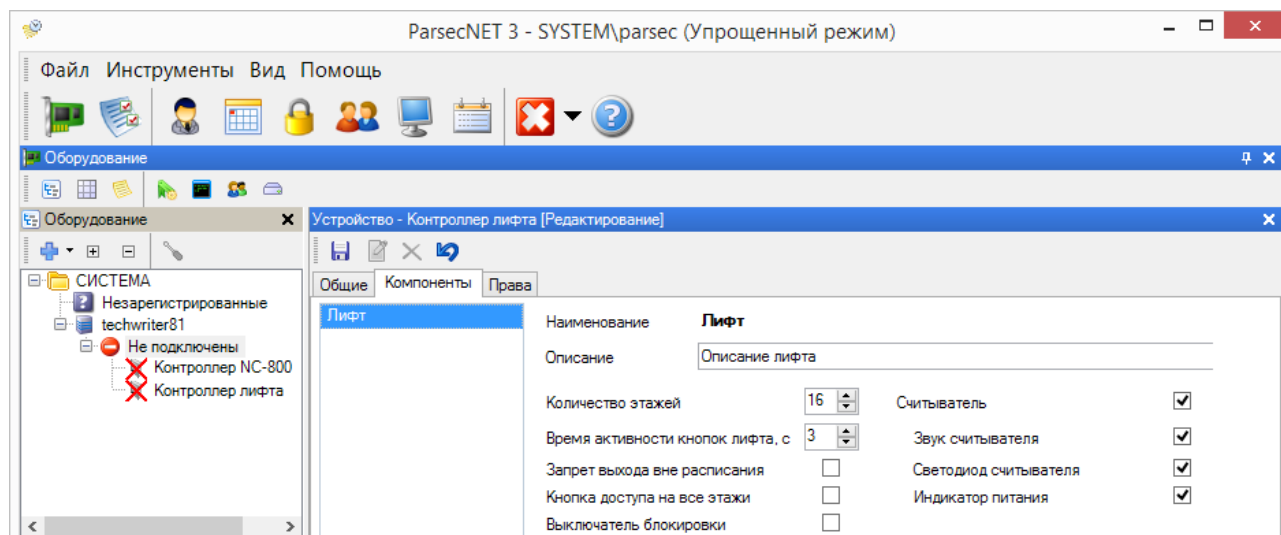 ParsecNET 3 - SYSTEM\parsec (Упрощенный режим)
Файл Инструменты Вид Помощь
Оборудование
Оборудование
СИСТЕМА
Незарегистрированные
techwriter81
Не подключены
Контроллер NC-800
Контроллер лифта
Устройство - Контроллер лифта [Редактирование]
Общие Компоненты Права
Лифт
Наименование Лифт
Описание Описание лифта
Количество этажей 16 Считыватель
Время активности кнопок лифта, с 3 Звук считывателя
Запрет выхода вне расписания Светодиод считывателя
Кнопка доступа на все этажи Индикатор питания
Выключатель блокировки